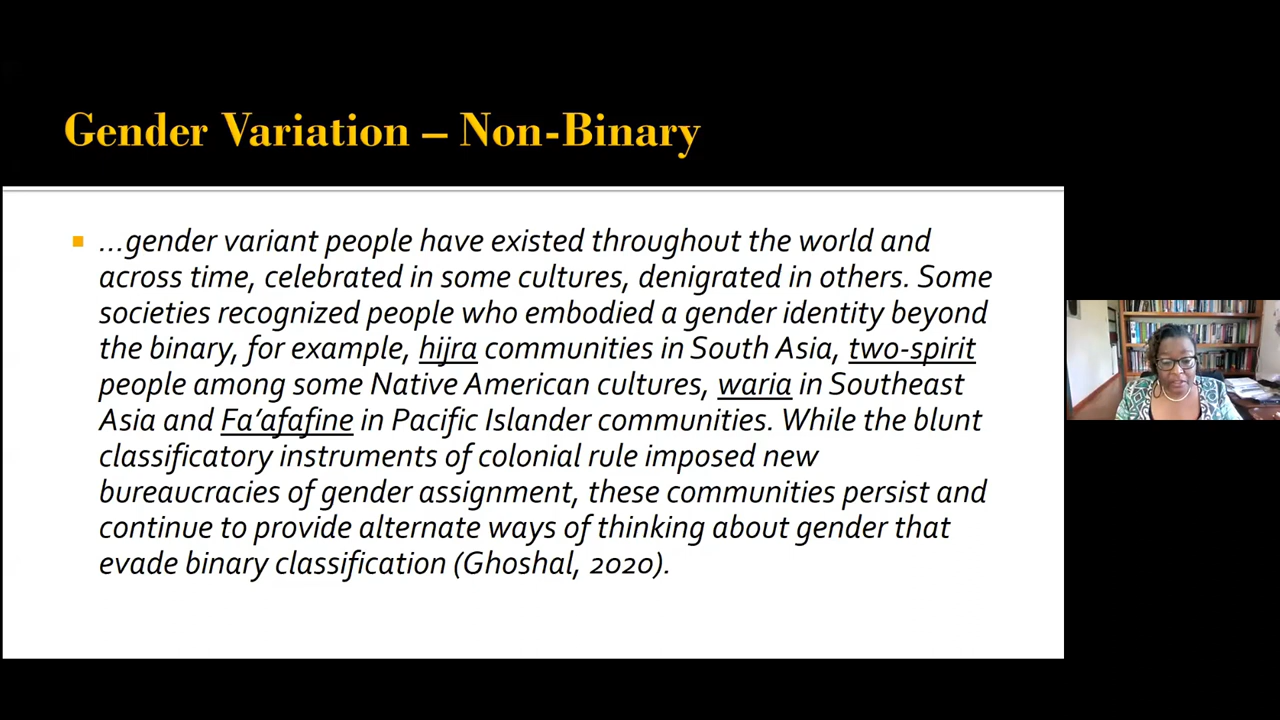 Gender Variation – Non-Binary
…gender variant people have existed throughout the world and
across time, celebrated in some cultures, denigrated in others. Some
societies recognized people who embodied a gender identity beyond
the binary, for example, hijra communities in South Asia, two-spirit
people among some Native American cultures, waria in Southeast
Asia and Fa’afafine in Pacific Islander communities. While the blunt
classificatory instruments of colonial rule imposed new
bureaucracies of gender assignment, these communities persist and
continue to provide alternate ways of thinking about gender that
evade binary classification (Ghoshal, 2020).